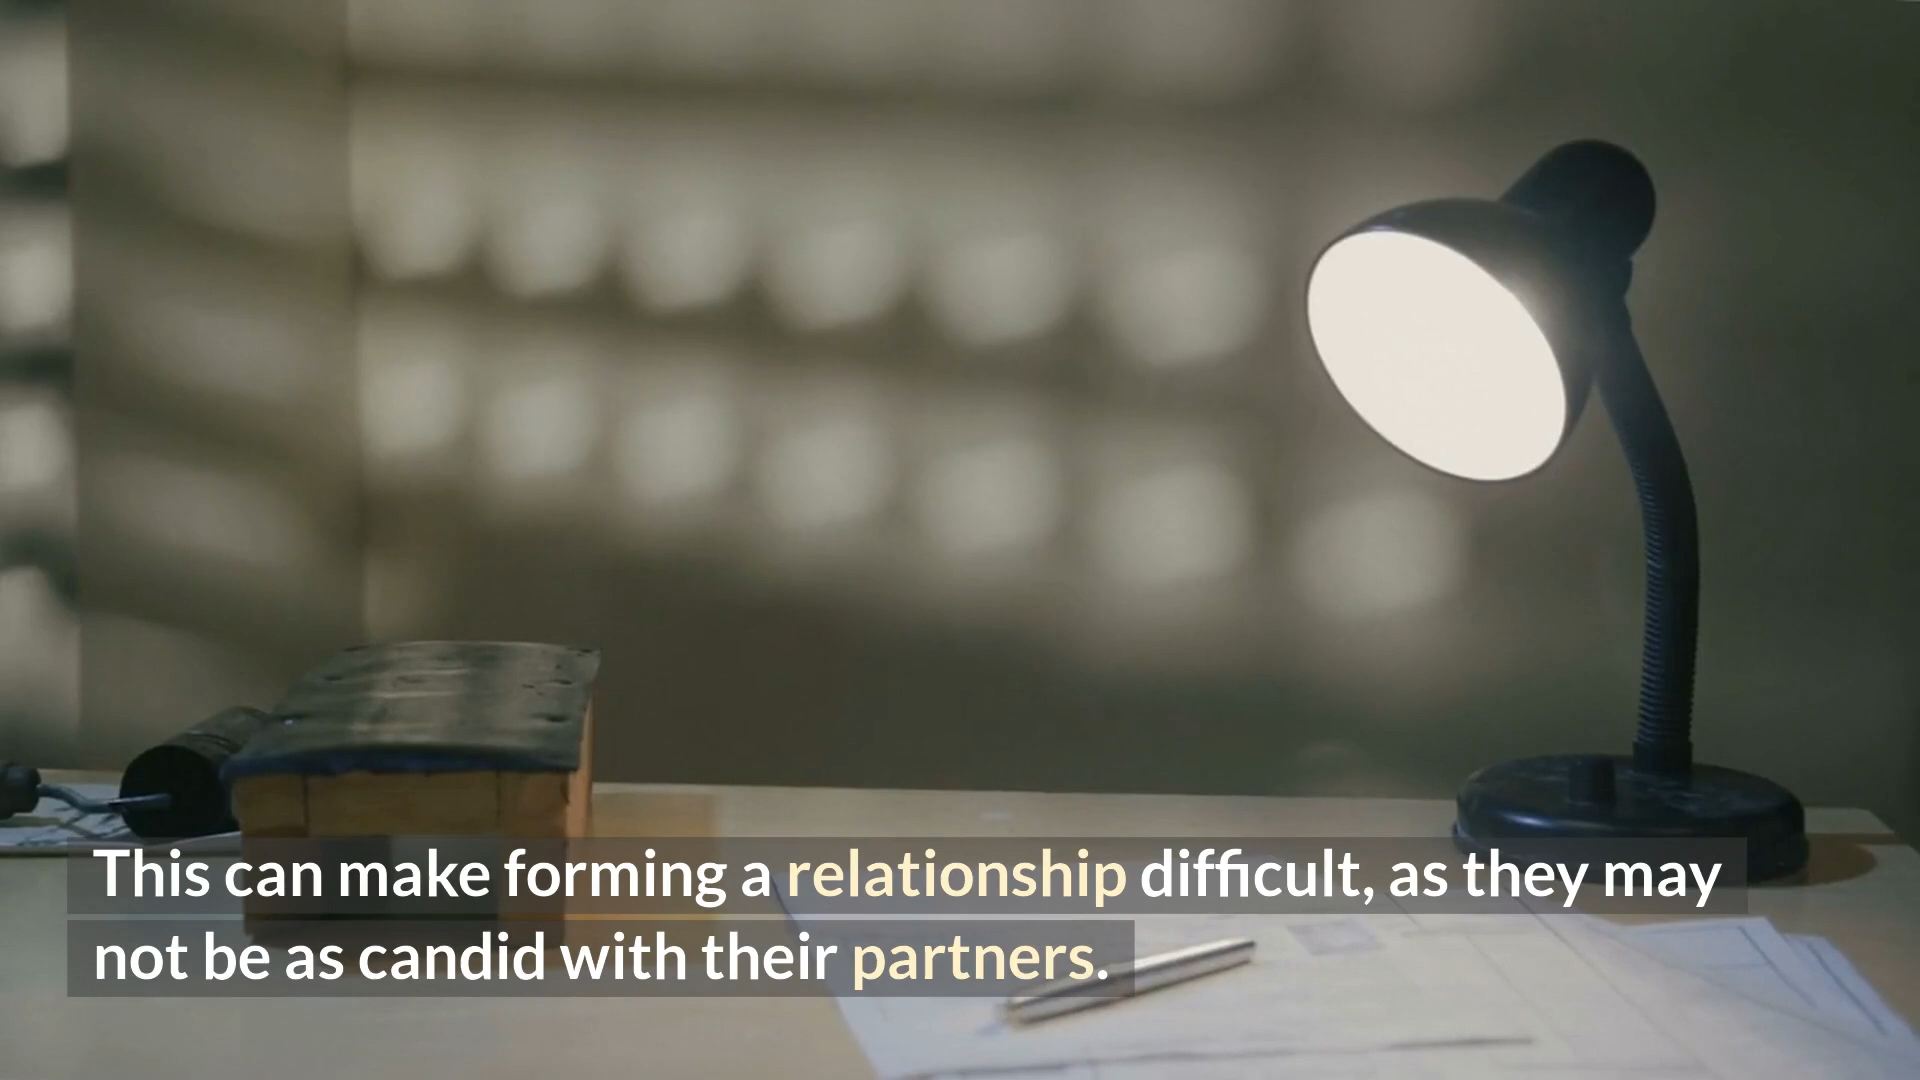 This can make forming a relationship difficult, as they may
not be as candid with their partners.